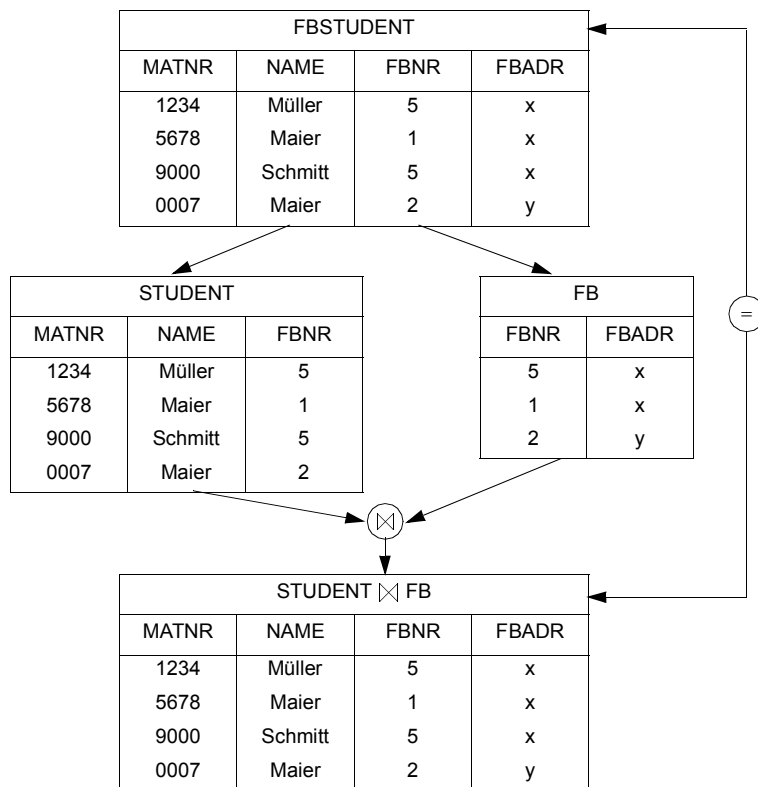 FBSTUDENT
MATNR NAME FBNR FBADR
1234 Müller 5 x
5678 Maier 1 x
9000 Schmitt 5 x
0007 Maier 2 y
STUDENT
MATNR NAME FBNR
1234 Müller 5
5678 Maier 1
9000 Schmitt 5
0007 Maier 2
FB
FBNR FBADR
5 x
1 x
2 y
=
⋈
STUDENT ⋈ FB
MATNR NAME FBNR FBADR
1234 Müller 5 x
5678 Maier 1 x
9000 Schmitt 5 x
0007 Maier 2 y